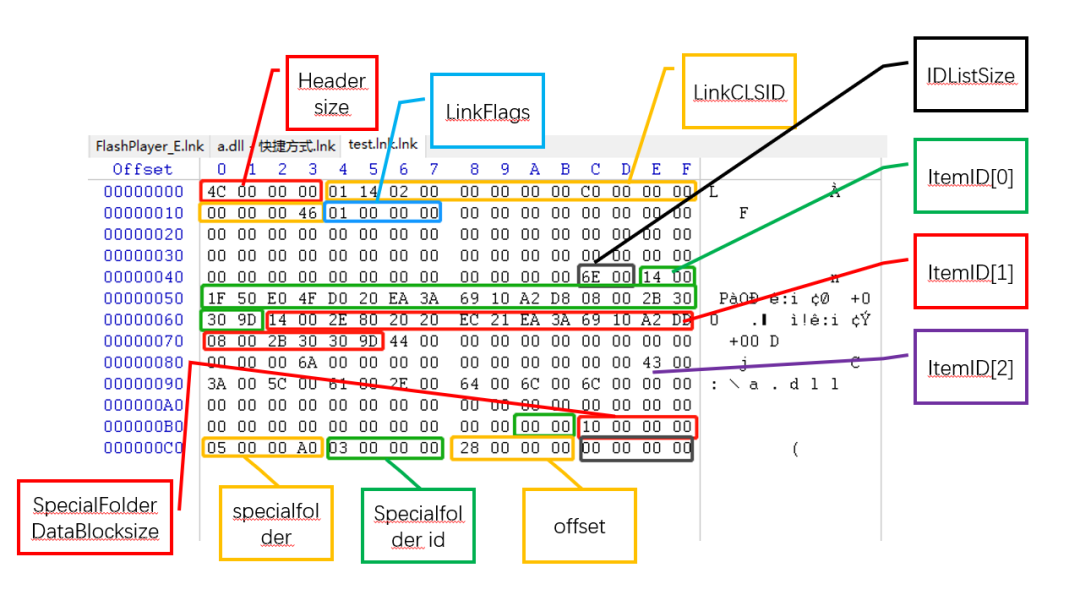 Header
size
LinkFlags
LinkCLSID
IDListSize
ItemID[0]
ItemID[1]
ItemID[2]
FlashPlayer_E.lnk a.dll - 快捷方式.lnk test.lnk.lnk
Offset 0 1 2 3 4 5 6 7 8 9 A B C D E F
00000000 4C 00 00 00 01 14 02 00 00 00 00 00 C0 00 00 00 L À
00000010 00 00 00 46 01 00 00 00 00 00 00 00 00 00 00 00 F
00000020 00 00 00 00 00 00 00 00 00 00 00 00 00 00 00 00
00000030 00 00 00 00 00 00 00 00 00 00 00 00 00 00 00 00
00000040 00 00 00 00 00 00 00 00 00 00 00 00 6E 00 14 00 n
00000050 1F 50 E0 4F D0 20 EA 3A 69 10 A2 D8 08 00 2B 30 PàOÐ ê:i ¢Ø +0
00000060 30 9D 14 00 2E 80 20 20 EC 21 EA 3A 69 10 A2 DD 0 . ì!ê:i ¢Ý
00000070 08 00 2B 30 30 9D 44 00 00 00 00 00 00 00 00 00 +00 D
00000080 00 00 00 6A 00 00 00 00 00 00 00 00 00 00 43 00 j C
00000090 3A 00 5C 00 61 00 2E 00 64 00 6C 00 6C 00 00 00 : \ a . d l l
000000A0 00 00 00 00 00 00 00 00 00 00 00 00 00 00 00 00
000000B0 00 00 00 00 00 00 00 00 00 00 00 00 10 00 00 00
000000C0 05 00 00 A0 03 00 00 00 28 00 00 00 00 00 00 00 (
SpecialFolder
DataBlocksize
specialfol
der
Specialfol
der id
offset